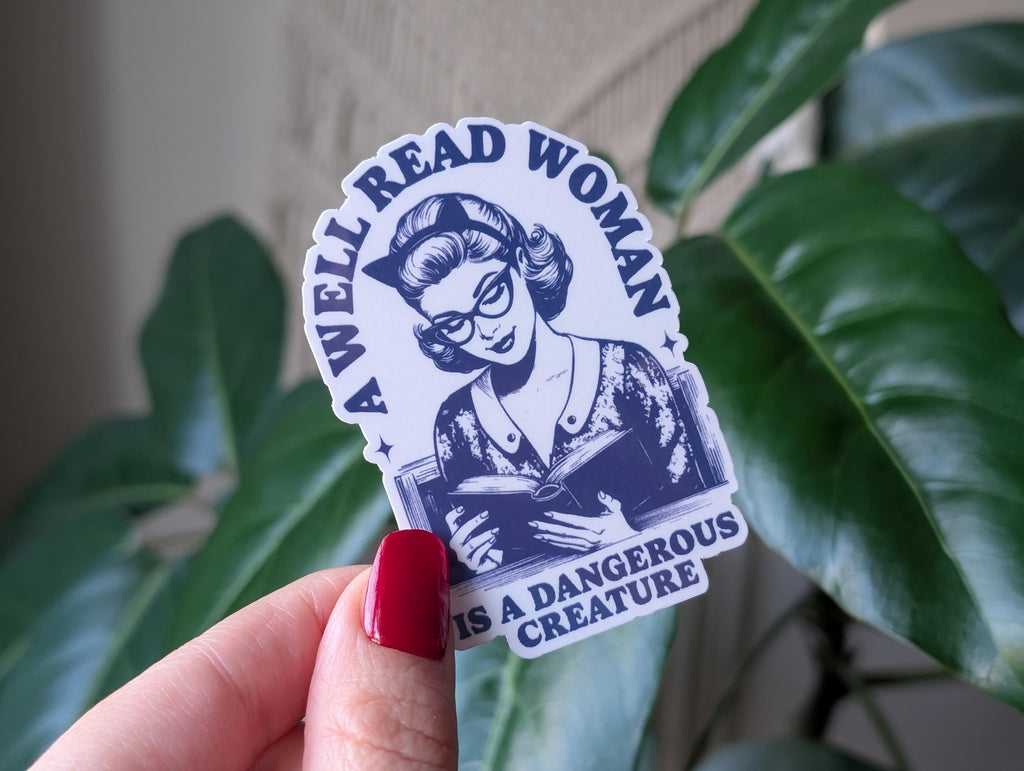 A WELL READ WOMAN
IS A DANGEROUS
CREATURE